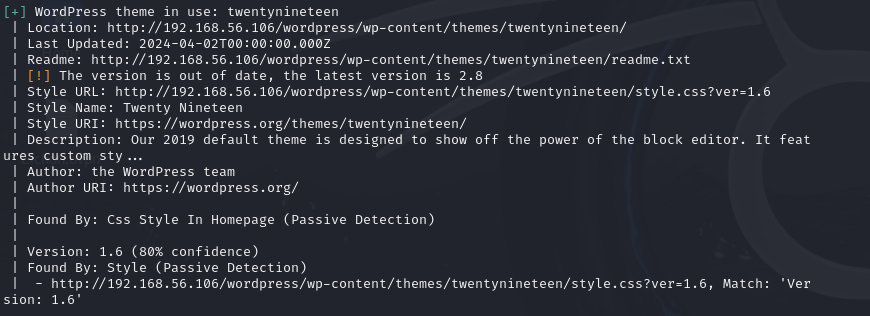 [+] WordPress theme in use: twentynineteen
 | Location: http://192.168.56.106/wordpress/wp-content/themes/twentynineteen/
 | Last Updated: 2024-04-02T00:00:00.000Z
 | Readme: http://192.168.56.106/wordpress/wp-content/themes/twentynineteen/readme.txt
 | [!] The version is out of date, the latest version is 2.8
 | Style URL: http://192.168.56.106/wordpress/wp-content/themes/twentynineteen/style.css?ver=1.6
 | Style Name: Twenty Nineteen
 | Style URI: https://wordpress.org/themes/twentynineteen/
 | Description: Our 2019 default theme is designed to show off the power of the block editor. It feat
ures custom sty...
 | Author: the WordPress team
 | Author URI: https://wordpress.org/
 |
 | Found By: Css Style In Homepage (Passive Detection)
 |
 | Version: 1.6 (80% confidence)
 | Found By: Style (Passive Detection)
 |  - http://192.168.56.106/wordpress/wp-content/themes/twentynineteen/style.css?ver=1.6, Match: 'Ver
sion: 1.6'